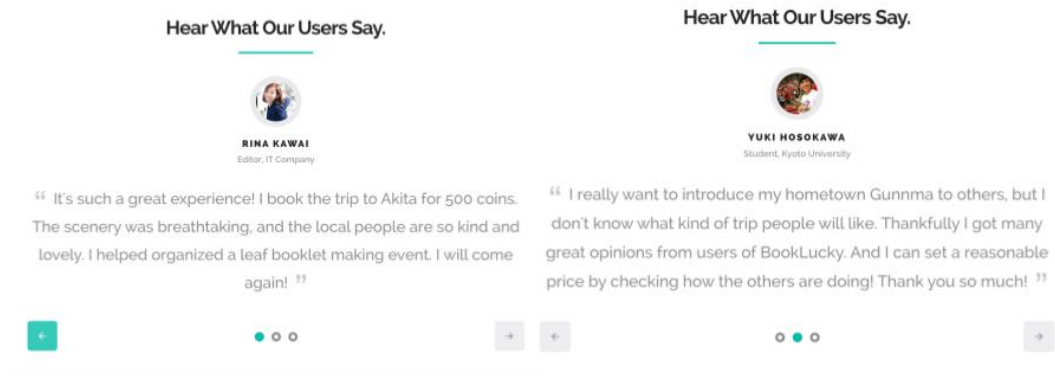 Hear What Our Users Say.
RINA KAWAI
Editor, IT Company
“ It's such a great experience! I book the trip to Akita for 500 coins.
The scenery was breathtaking, and the local people are so kind and
lovely. I helped organized a leaf booklet making event. I will come
again! ”
Hear What Our Users Say.
YUKI HOSOKAWA
Student, Kyoto University
“ I really want to introduce my hometown Gunnma to others, but I
don't know what kind of trip people will like. Thankfully I got many
great opinions from users of BookLucky. And I can set a reasonable
price by checking how the others are doing! Thank you so much! ”